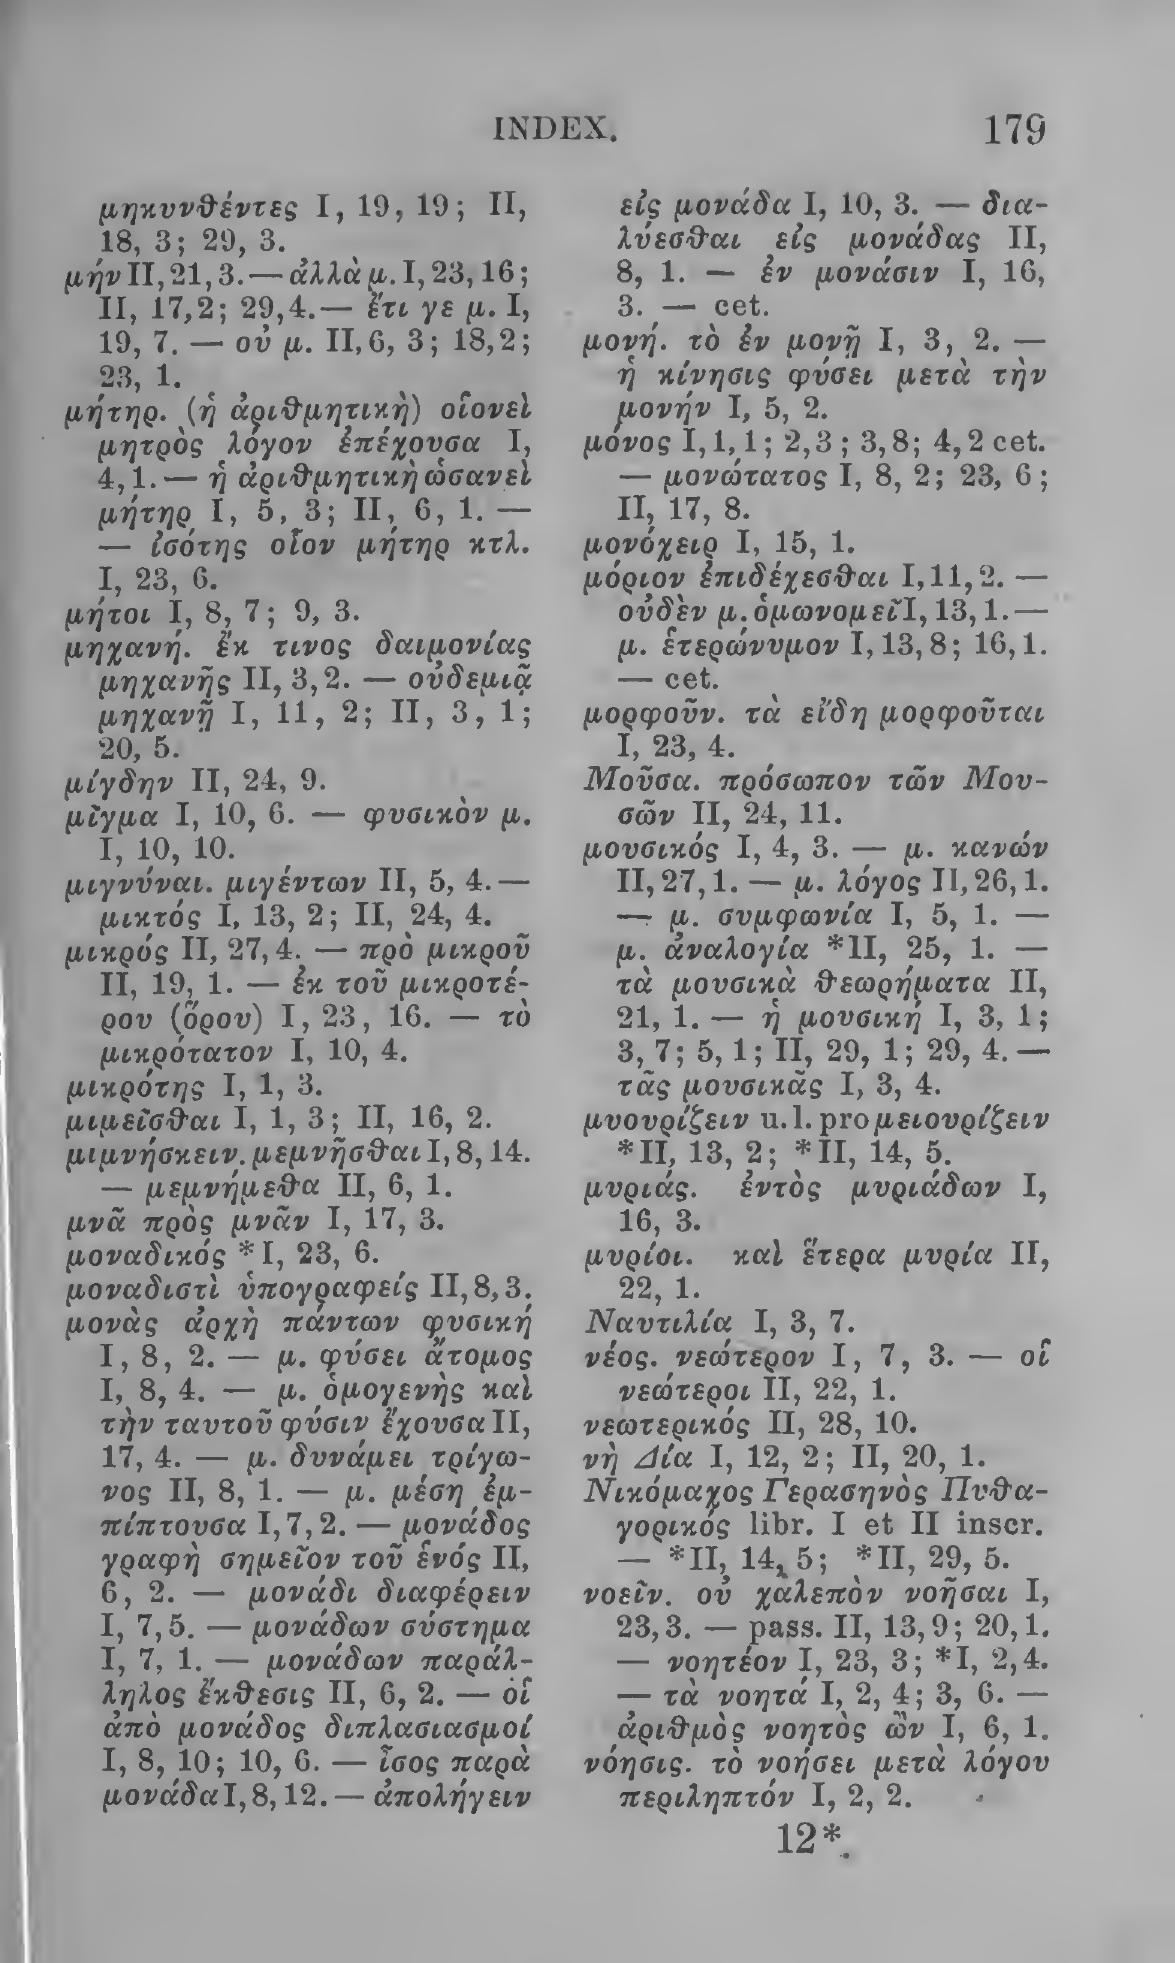 INDEX. 179
μηκυνθέντες I, 19, 19; II,
18, 3; 29, 3.
μήν II, 21, 3. — ἀλλὰ μ. I, 23, 16;
II, 17, 2; 29, 4. — ἔτι γε μ. I,
19, 7. — οὐ μ. II, 6, 3; 18, 2;
23, 1.
μήτηρ. (ἡ ἀριθμητικὴ) οἱονεὶ
μητρὸς λόγον ἐπέχουσα I,
4, 1. — ἡ ἀριθμητικὴ ὡσανεὶ
μήτηρ I, 5, 3; II, 6, 1. —
— ἰσότης οἷον μήτηρ κτλ.
I, 23, 6.
μήτοι I, 8, 7; 9, 3.
μηχανή. ἔκ τινος δαιμονίας
μηχανῆς II, 3, 2. — οὐδεμιᾷ
μηχανῇ I, 11, 2; II, 3, 1;
20, 5.
μίγδην II, 24, 9.
μῖγμα I, 10, 6. — φυσικὸν μ.
I, 10, 10.
μιγνύναι. μιγέντων II, 5, 4. —
μικτός I, 13, 2; II, 24, 4.
μικρός II, 27, 4. — πρὸ μικροῦ
II, 19, 1. — ἐκ τοῦ μικροτέ-
ρου (ὅρου) I, 23, 16. — τὸ
μικρότατον I, 10, 4.
μικρότης I, 1, 3.
μιμεῖσθαι I, 1, 3; II, 16, 2.
μιμνήσκειν. μεμνῆσθαι I, 8, 14.
— μεμνήμεθα II, 6, 1.
μνᾶ πρὸς μνᾶν I, 17, 3.
μοναδικός *I, 23, 6.
μοναδιστὶ ὑπογραφείς II, 8, 3.
μονὰς ἀρχὴ πάντων φυσική
I, 8, 2. — μ. φύσει ἄτομος
I, 8, 4. — μ. ὁμογενὴς καὶ
τὴν ταυτοῦ φύσιν ἔχουσα II,
17, 4. — μ. δυνάμει τρίγω-
νος II, 8, 1. — μ. μέση ἐμ-
πίπτουσα I, 7, 2. — μονάδος
γραφὴ σημεῖον τοῦ ἑνός II,
6, 2. — μονάδι διαφέρειν
I, 7, 5. — μονάδων σύστημα
I, 7, 1. — μονάδων παράλ-
ληλος ἔκθεσις II, 6, 2. — οἱ
ἀπὸ μονάδος διπλασιασμοί
I, 8, 10; 10, 6. — ἴσος παρὰ
μονάδα I, 8, 12. — ἀπολήγειν
εἰς μονάδα I, 10, 3. — δια-
λύεσθαι εἰς μονάδας II,
8, 1. — ἐν μονάσιν I, 16,
3. — cet.
μονή. τὸ ἐν μονῇ I, 3, 2. —
ἡ κίνησις φύσει μετὰ τὴν
μονήν I, 5, 2.
μόνος I, 1, 1; 2, 3; 3, 8; 4, 2 cet.
— μονώτατος I, 8, 2; 23, 6;
II, 17, 8.
μονόχειρ I, 15, 1.
μόριον ἐπιδέχεσθαι I, 11, 2. —
οὐδὲν μ. ὁμωνομεῖ I, 13, 1. —
μ. ἑτερώνυμον I, 13, 8; 16, 1.
— cet.
μορφοῦν. τὰ εἴδη μορφοῦται
I, 23, 4.
Μοῦσα. πρόσωπον τῶν Μου-
σῶν II, 24, 11.
μουσικός I, 4, 3. — μ. κανών
II, 27, 1. — μ. λόγος II, 26, 1.
— μ. συμφωνία I, 5, 1. —
μ. ἀναλογία *II, 25, 1. —
τὰ μουσικὰ θεωρήματα II,
21, 1. — ἡ μουσική I, 3, 1;
3, 7; 5, 1; II, 29, 1; 29, 4. —
τᾶς μουσικᾶς I, 3, 4.
μυουρίζειν u. l. pro μειουρίζειν
*II, 13, 2; *II, 14, 5.
μυριάς. ἐντὸς μυριάδων I,
16, 3.
μυρίοι. καὶ ἕτερα μυρία II,
22, 1.
Ναυτιλία I, 3, 7.
νέος. νεώτερον I, 7, 3. — οἱ
νεώτεροι II, 22, 1.
νεωτερικός II, 28, 10.
νὴ Δία I, 12, 2; II, 20, 1.
Νικόμαχος Γερασηνὸς Πυθα-
γορικός libr. I et II inscr.
— *II, 14, 5; *II, 29, 5.
νοεῖν. οὐ χαλεπὸν νοῆσαι I,
23, 3. — pass. II, 13, 9; 20, 1.
— νοητέον I, 23, 3; *I, 2, 4.
— τὰ νοητά I, 2, 4; 3, 6. —
ἀριθμὸς νοητὸς ὢν I, 6, 1.
νόησις. τὸ νοήσει μετὰ λόγου
περιληπτόν I, 2, 2.
12*